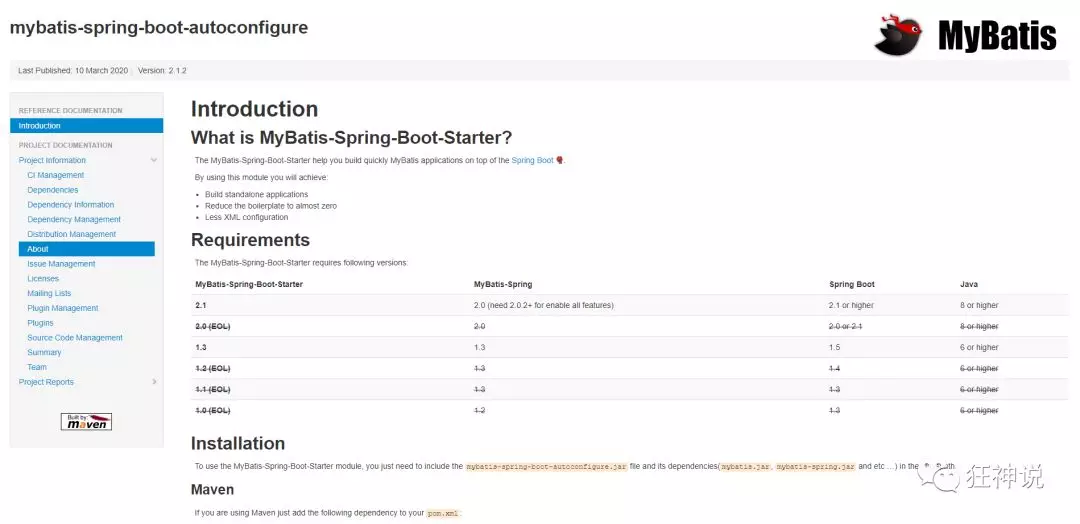 mybatis-spring-boot-autoconfigure
MyBatis
Last Published: 10 March 2020 | Version: 2.1.2
REFERENCE DOCUMENTATION
Introduction
PROJECT DOCUMENTATION
Project Information
CI Management
Dependencies
Dependency Information
Dependency Management
Distribution Management
About
Issue Management
Licenses
Mailing Lists
Plugin Management
Plugins
Source Code Management
Summary
Team
Project Reports
Built by:
maven
Introduction
What is MyBatis-Spring-Boot-Starter?
The MyBatis-Spring-Boot-Starter help you build quickly MyBatis applications on top of the Spring Boot.
By using this module you will achieve:
• Build standalone applications
• Reduce the boilerplate to almost zero
• Less XML configuration
Requirements
The MyBatis-Spring-Boot-Starter requires following versions:
MyBatis-Spring-Boot-Starter MyBatis-Spring Spring Boot Java
2.1 2.0 (need 2.0.2+ for enable all features) 2.1 or higher 8 or higher
2.0 (EOL) 2.0 2.0 or 2.1 8 or higher
1.3 1.3 1.5 6 or higher
1.2 (EOL) 1.3 1.4 6 or higher
1.1 (EOL) 1.3 1.3 6 or higher
1.0 (EOL) 1.2 1.3 6 or higher
Installation
To use the MyBatis-Spring-Boot-Starter module, you just need to include the mybatis-spring-boot-autoconfigure.jar file and its dependencies(mybatis.jar, mybatis-spring.jar and etc ...) in the
狂神说
Maven
If you are using Maven just add the following dependency to your pom.xml: